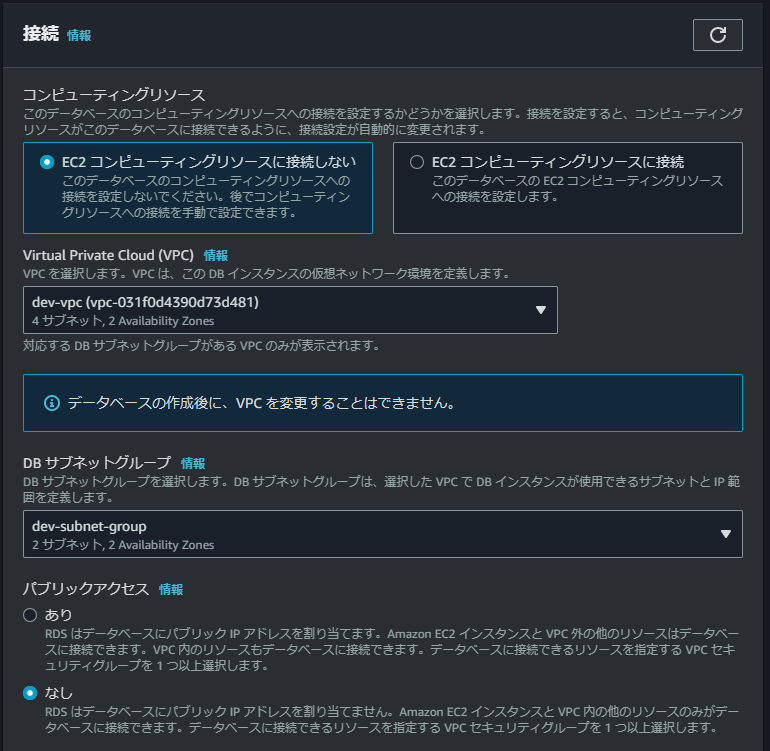 接続 情報
コンピューティングリソース
このデータベースのコンピューティングリソースへの接続を設定するかどうかを選択します。接続を設定すると、コンピューティング
リソースがこのデータベースに接続できるように、接続設定が自動的に変更されます。
EC2 コンピューティングリソースに接続しない
このデータベースのコンピューティングリソースへの
接続を設定しないでください。後でコンピューティン
グリソースへの接続を手動で設定できます。
EC2 コンピューティングリソースに接続
このデータベースの EC2 コンピューティングリソース
への接続を設定します。
Virtual Private Cloud (VPC) 情報
VPC を選択します。VPC は、この DB インスタンスの仮想ネットワーク環境を定義します。
dev-vpc (vpc-031f0d4390d73d481)
4 サブネット, 2 Availability Zones
対応する DB サブネットグループがある VPC のみが表示されます。
データベースの作成後に、VPC を変更することはできません。
DB サブネットグループ 情報
DB サブネットグループを選択します。DB サブネットグループは、選択した VPC で DB インスタンスが使用できるサブネットと IP 範
囲を定義します。
dev-subnet-group
2 サブネット, 2 Availability Zones
パブリックアクセス 情報
あり
RDS はデータベースにパブリック IP アドレスを割り当てます。Amazon EC2 インスタンスと VPC 外の他のリソースはデータベー
スに接続できます。VPC 内のリソースもデータベースに接続できます。データベースに接続できるリソースを指定する VPC セキ
ュリティグループを 1 つ以上選択します。
なし
RDS はデータベースにパブリック IP アドレスを割り当てません。Amazon EC2 インスタンスと VPC 内の他のリソースのみがデー
タベースに接続できます。データベースに接続できるリソースを指定する VPC セキュリティグループを 1 つ以上選択します。